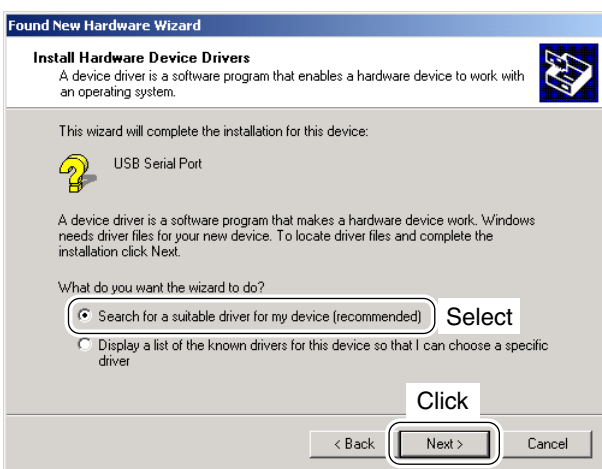 Found New Hardware Wizard
Install Hardware Device Drivers
A device driver is a software program that enables a hardware device to work with
an operating system.
This wizard will complete the installation for this device:
USB Serial Port
A device driver is a software program that makes a hardware device work. Windows
needs driver files for your new device. To locate driver files and complete the
installation click Next.
What do you want the wizard to do?
Search for a suitable driver for my device (recommended) Select
Display a list of the known drivers for this device so that I can choose a specific
driver
Click
< Back Next > Cancel